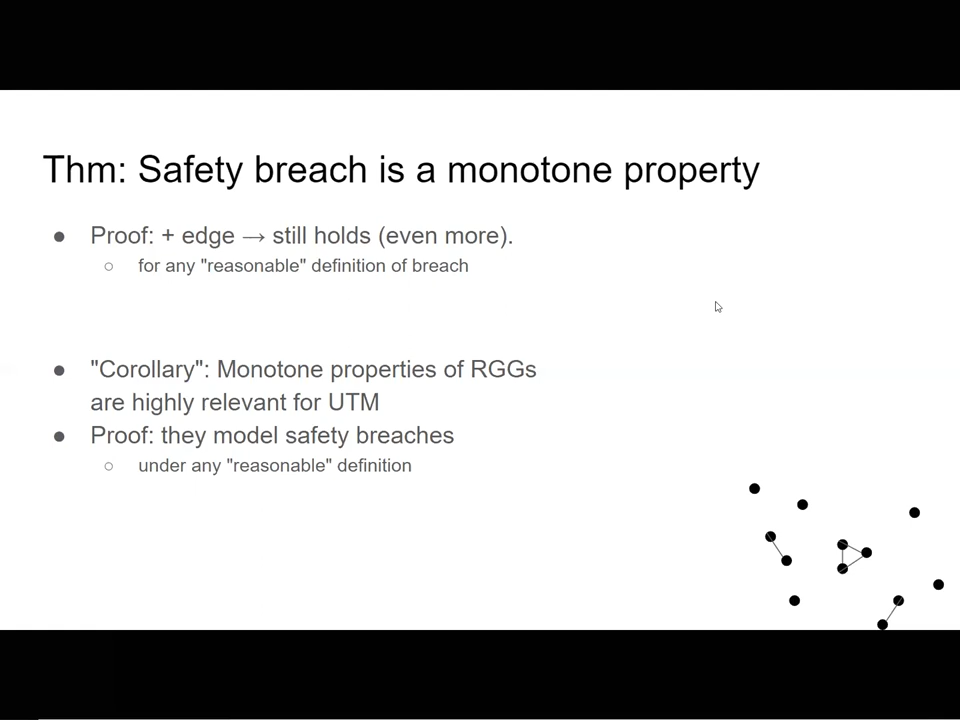 Thm: Safety breach is a monotone property
● Proof: + edge → still holds (even more).
○ for any "reasonable" definition of breach
● "Corollary": Monotone properties of RGGs
are highly relevant for UTM
● Proof: they model safety breaches
○ under any "reasonable" definition